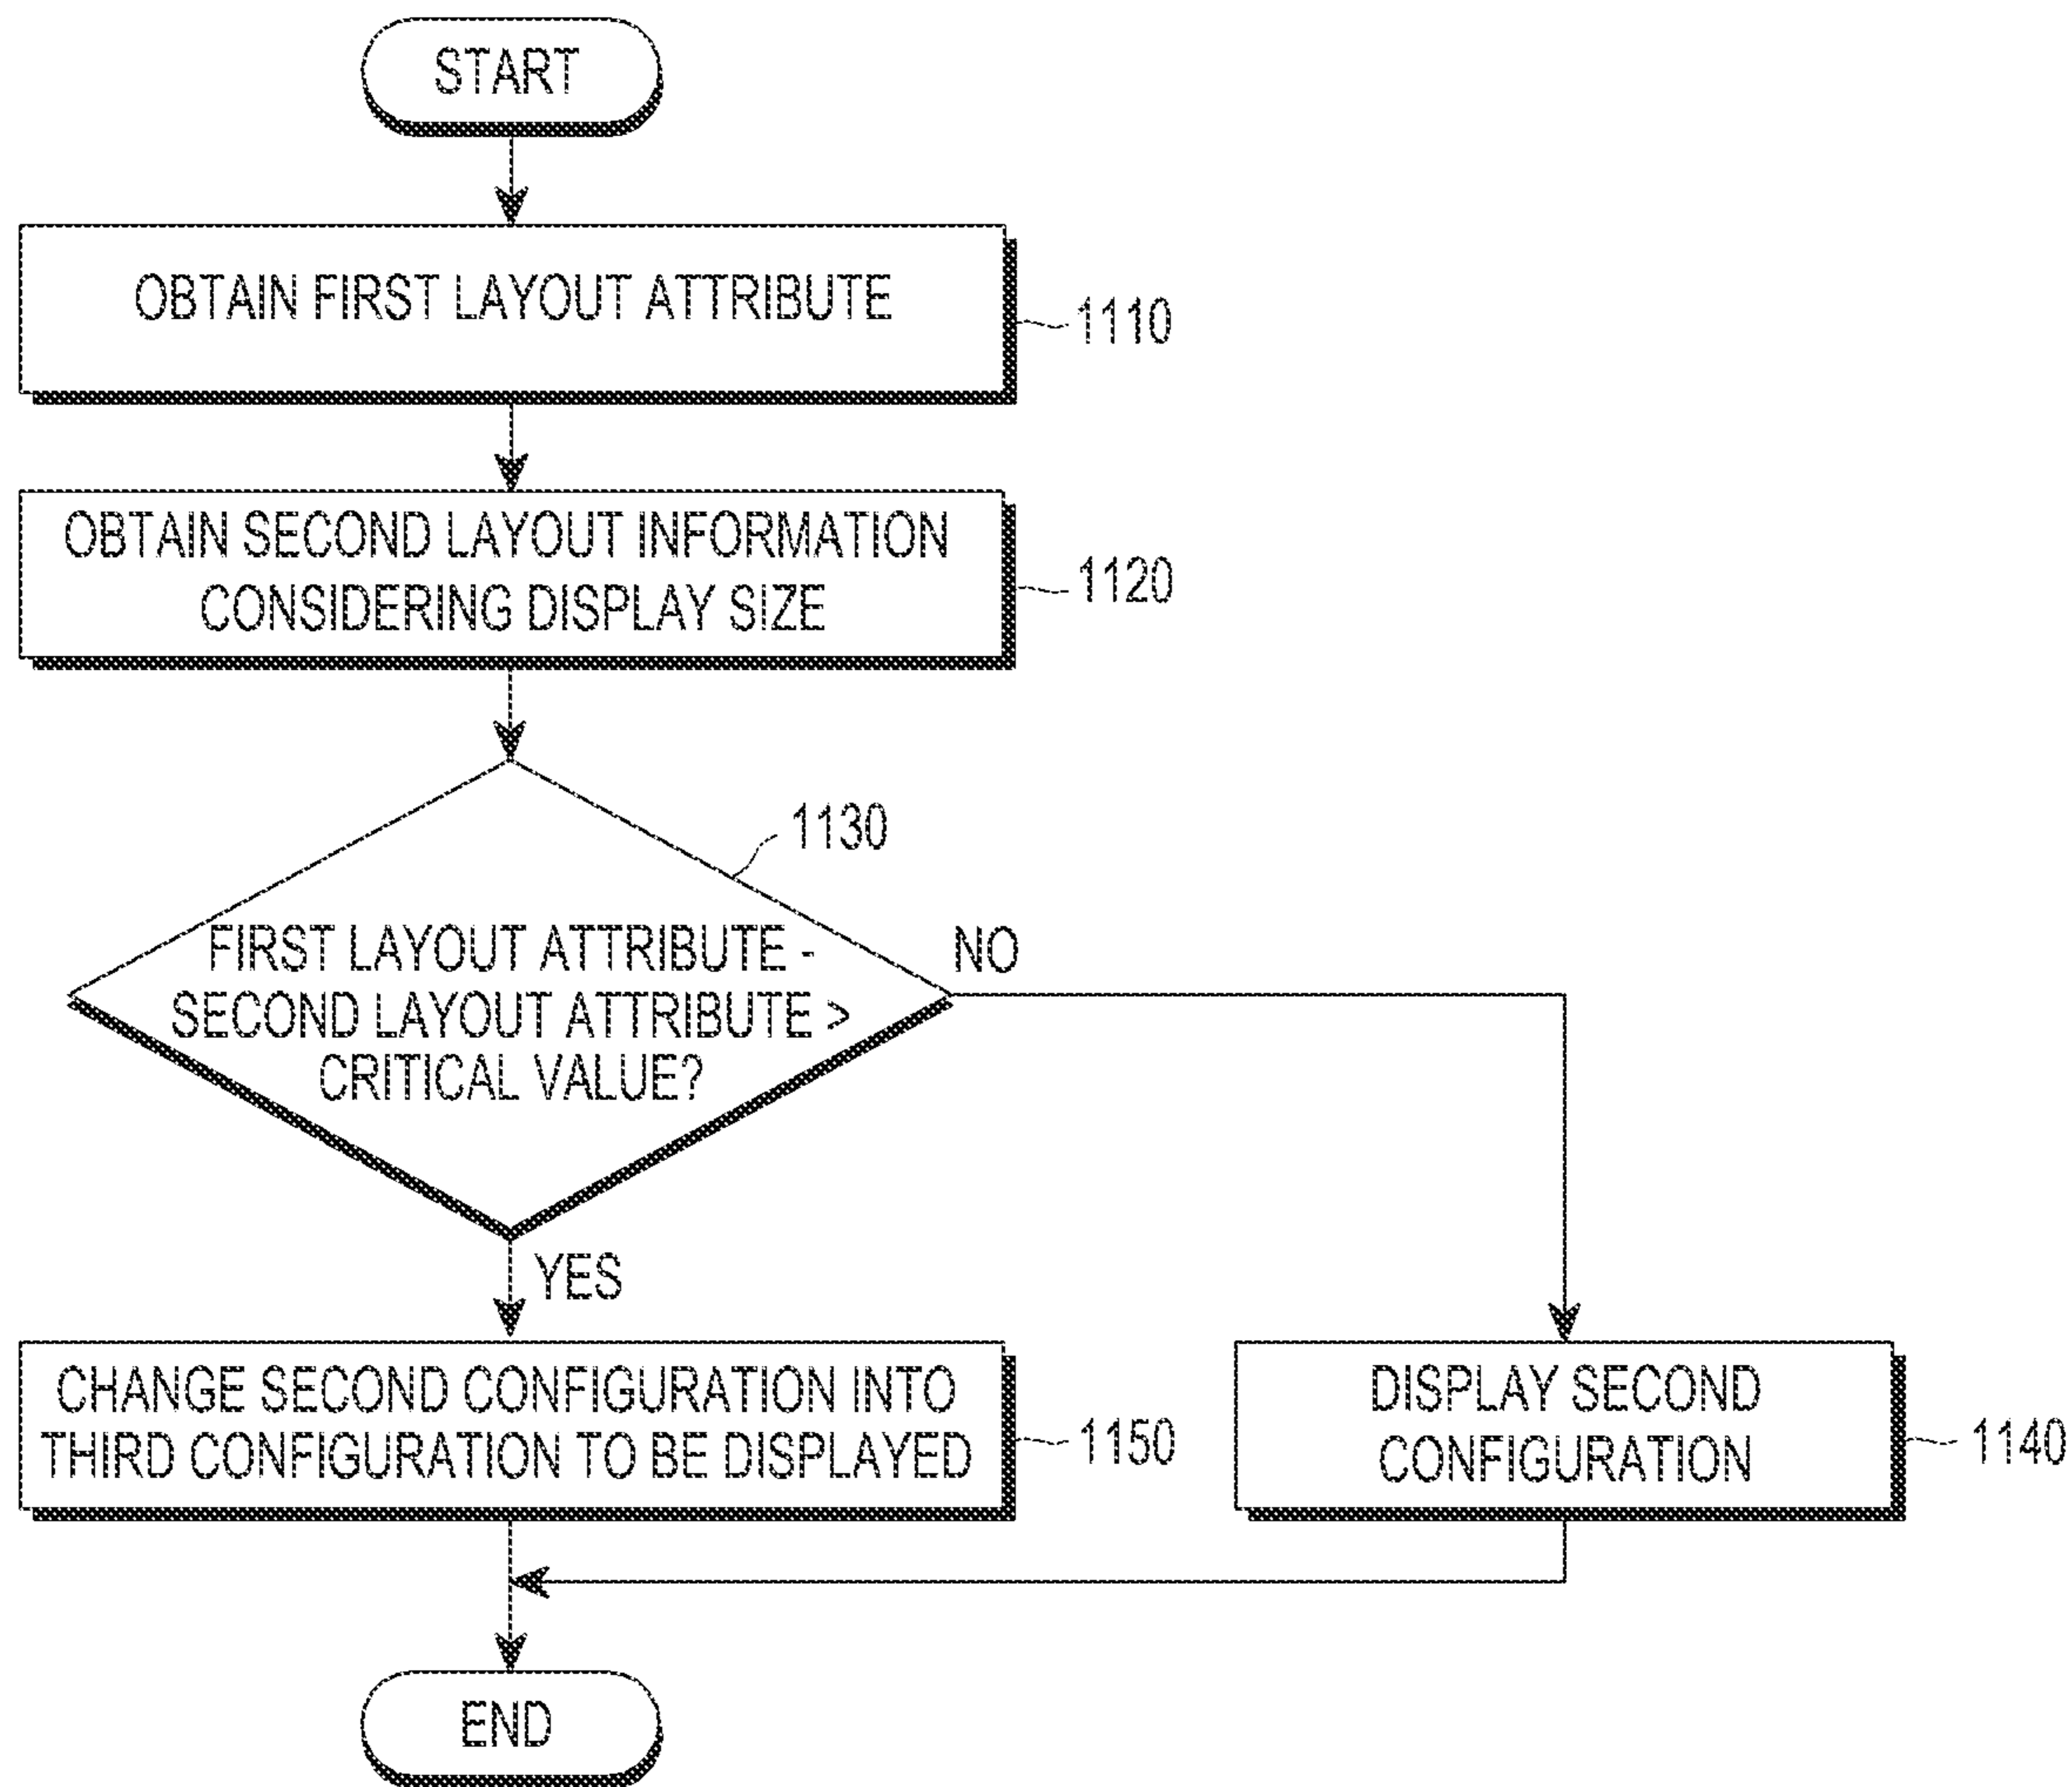 START
OBTAIN FIRST LAYOUT ATTRIBUTE
1110
OBTAIN SECOND LAYOUT INFORMATION
CONSIDERING DISPLAY SIZE
1120
1130
FIRST LAYOUT ATTRIBUTE -
SECOND LAYOUT ATTRIBUTE >
CRITICAL VALUE?
NO
YES
CHANGE SECOND CONFIGURATION INTO
THIRD CONFIGURATION TO BE DISPLAYED
1150
DISPLAY SECOND
CONFIGURATION
1140
END